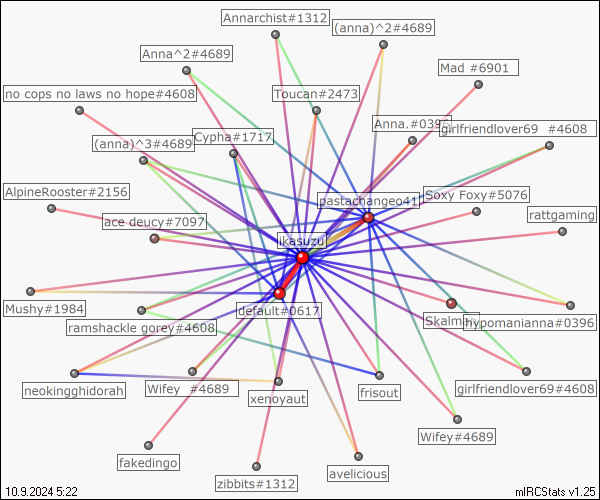 Annarchist#1312
(anna)^2#4689
Anna^2#4689
Mad #6901
no cops no laws no hope#4608
Toucan#2473
Anna.#0396
girlfriendlover69 #4608
(anna)^3#4689
Cypha#1717
AlpineRooster#2156
pastachangeo41
Soxy Foxy#5076
ace deucy#7097
rattgaming
ikasuzu
Mushy#1984
default#0617
ramshackle gorey#4608
hypomanianna#0396
neokingghidorah
Wifey #4689
xenoyaut
frisout
girlfriendlover69#4608
Wifey#4689
fakedingo
zibbits#1312
avelicious
10.9.2024 5:22
mIRCStats v1.25